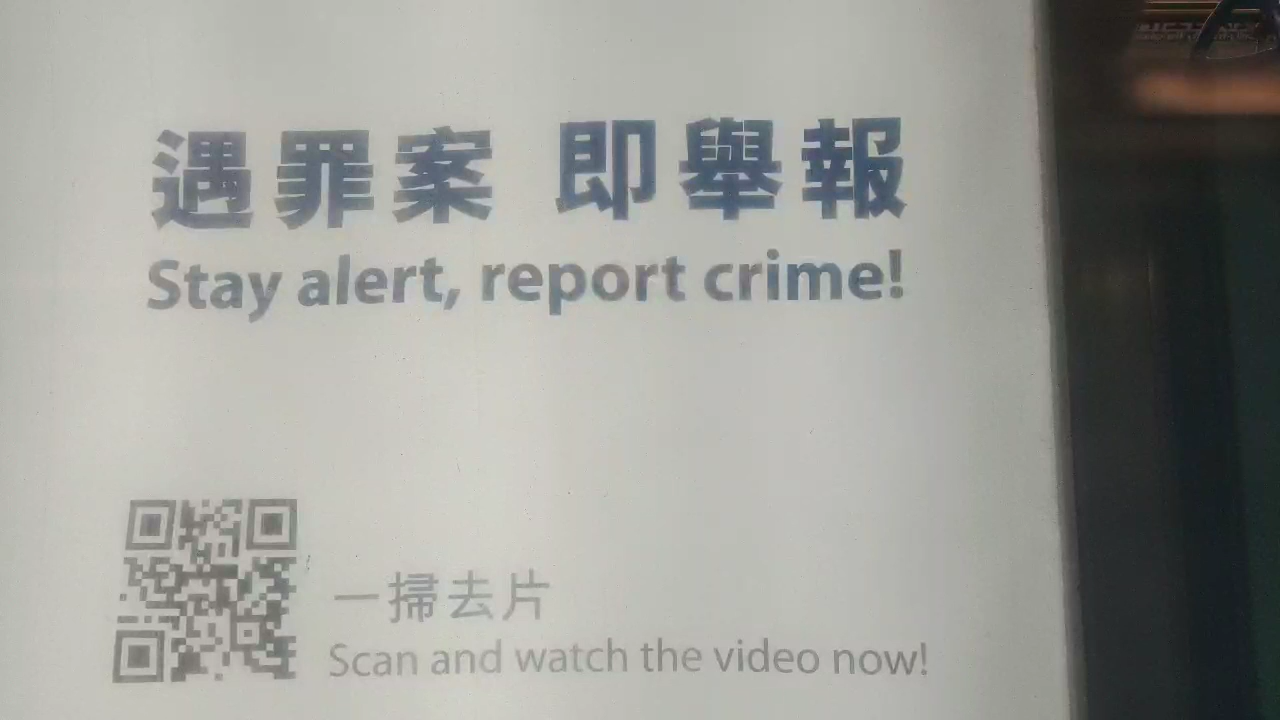 遇罪案 即舉報
Stay alert, report crime!
一掃去片
Scan and watch the video now!